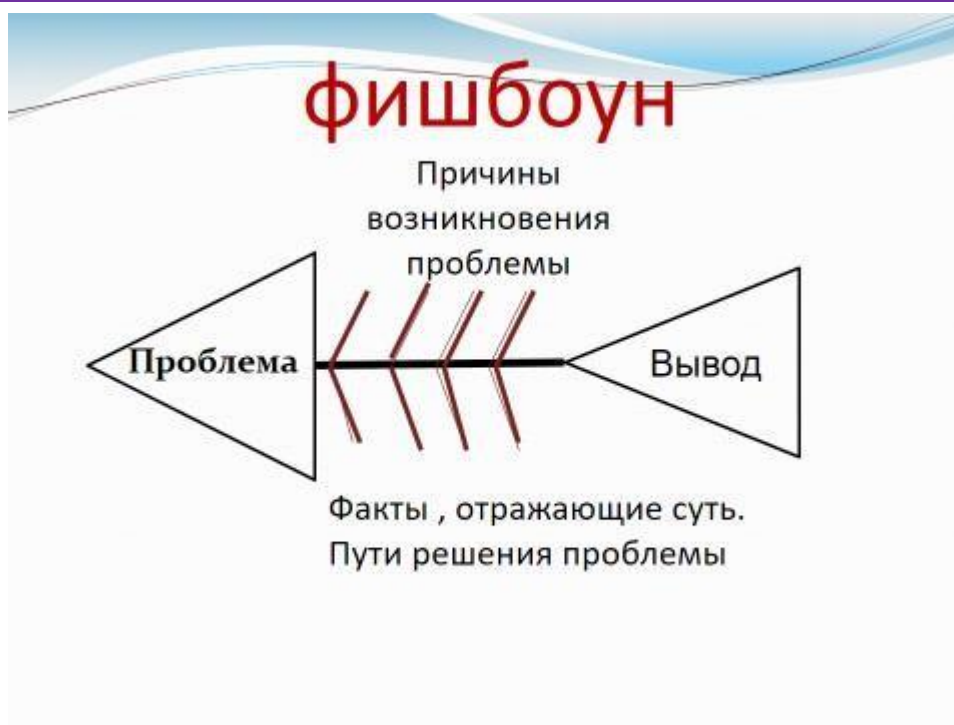 фишбоун
Причины
возникновения
проблемы
Проблема
Вывод
Факты , отражающие суть.
Пути решения проблемы